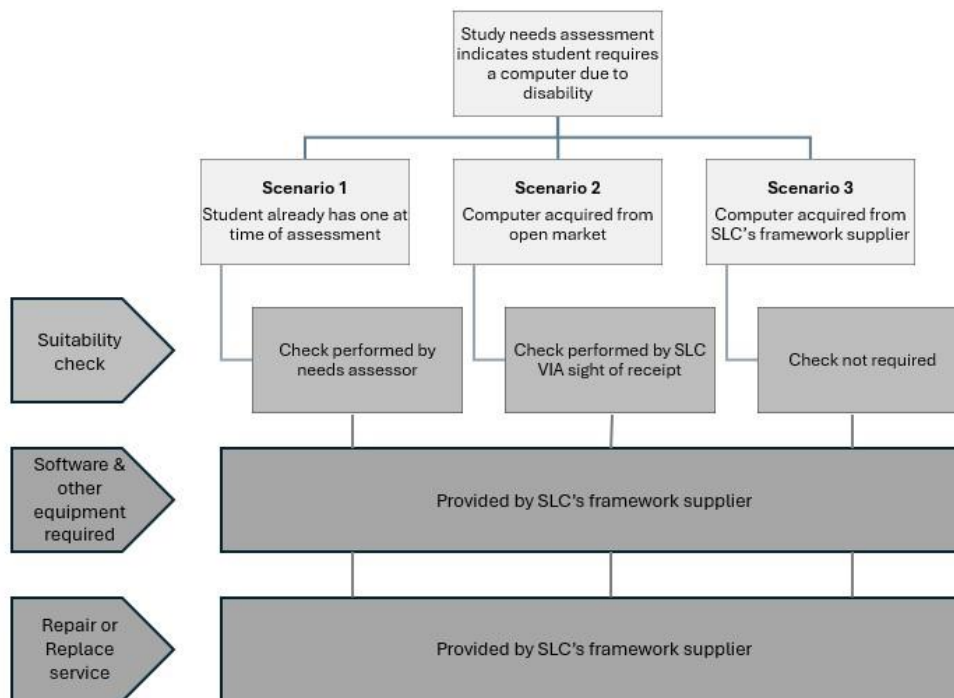 Study needs assessment
indicates student requires
a computer due to
disability
Scenario 1
Student already has one at
time of assessment
Scenario 2
Computer acquired from
open market
Scenario 3
Computer acquired from
SLC's framework supplier
Suitability
check
Check performed by
needs assessor
Check performed by SLC
VIA sight of receipt
Check not required
Software &
other
equipment
required
Provided by SLC's framework supplier
Repair or
Replace
service
Provided by SLC's framework supplier